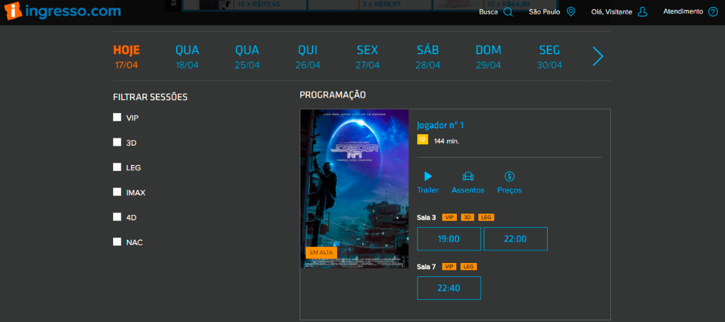 ingresso.com
Busca São Paulo Olá, Visitante Atendimento
HOJE QUA QUA QUI SEX SÁB DOM SEG
17/04 18/04 25/04 26/04 27/04 28/04 29/04 30/04
FILTRAR SESSÕES
VIP
3D
LEG
IMAX
4D
NAC
PROGRAMAÇÃO
JOGADOR
Nº1
EM ALTA
Jogador n° 1
12 144 min.
Trailer Assentos Preços
Sala 3 VIP 3D LEG
19:00 22:00
Sala 7 VIP LEG
22:40